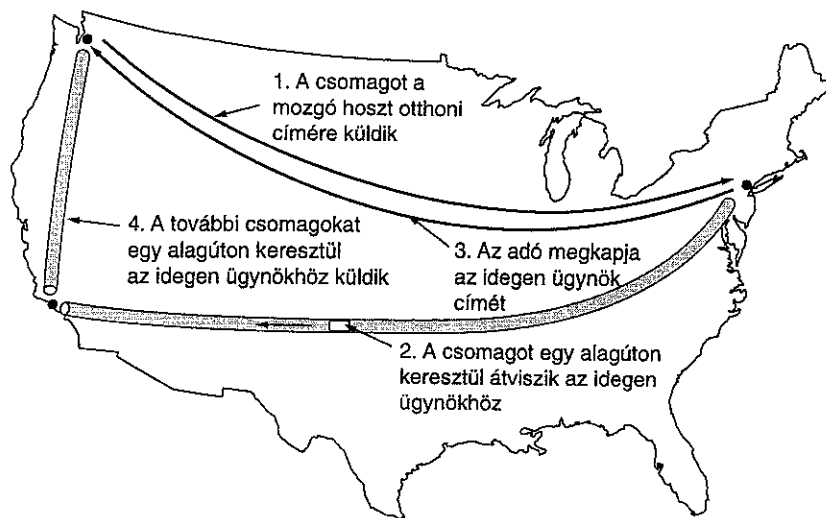 1. A csomagot a
mozgó hoszt otthoni
címére küldik
4. A további csomagokat
egy alagúton keresztül
az idegen ügynökhöz küldik
3. Az adó megkapja
az idegen ügynök
címét
2. A csomagot egy alagúton
keresztül átviszik az idegen
ügynökhöz